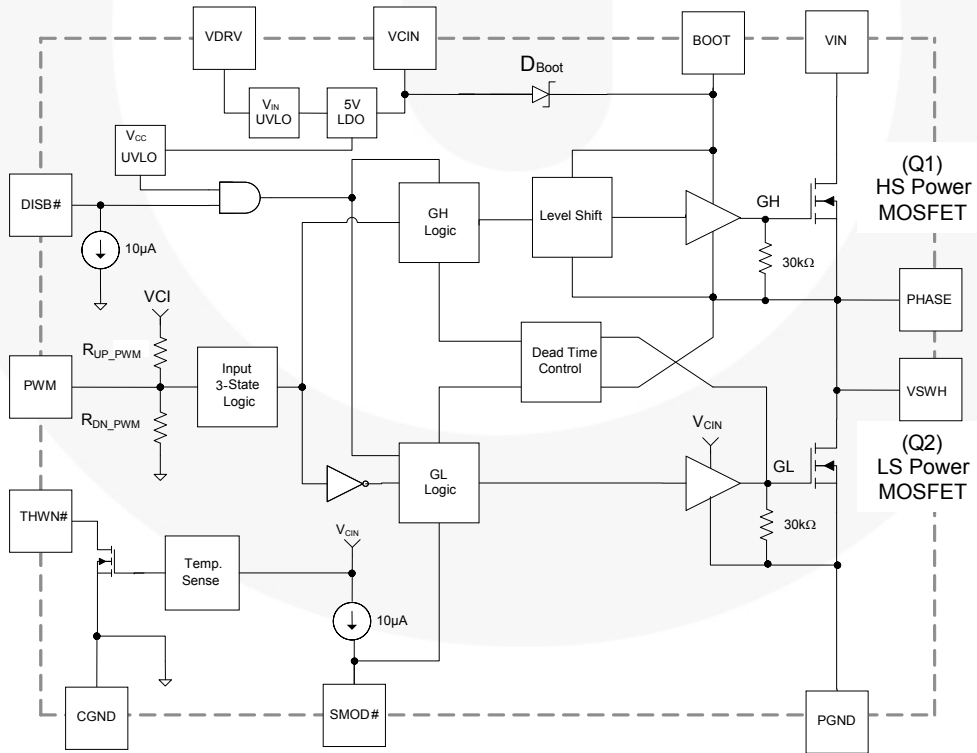 VDRV
VCIN
BOOT
VIN
DBoot
VIN
UVLO
5V
LDO
VCC
UVLO
(Q1)
HS Power
MOSFET
DISB#
GH
Logic
Level Shift
GH
10µA
30kΩ
VCI
PHASE
RUP_PWM
Dead Time
Control
PWM
Input
3-State
Logic
VSWH
RDN_PWM
VCIN
(Q2)
LS Power
MOSFET
GL
Logic
GL
THWN#
30kΩ
VCIN
Temp.
Sense
10µA
CGND
SMOD#
PGND